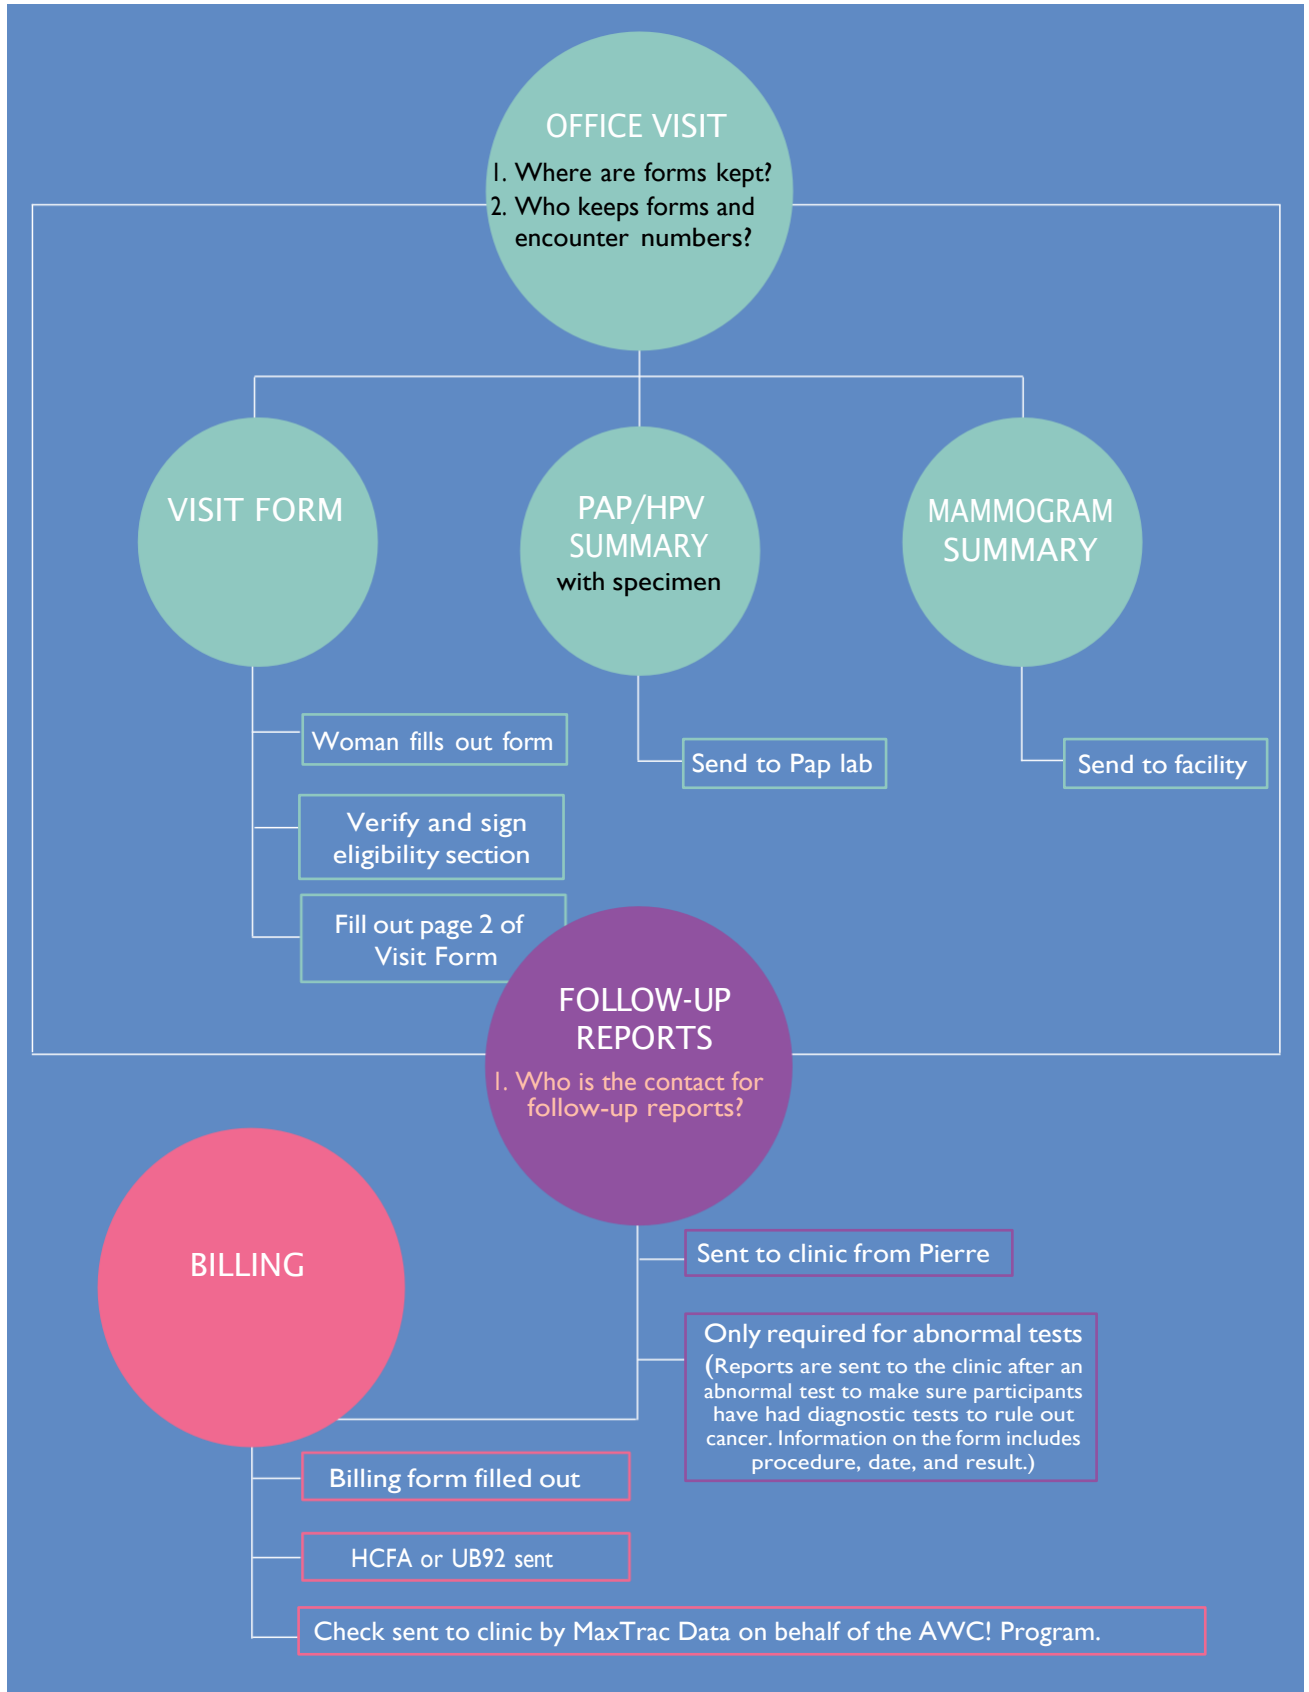 OFFICE VISIT
1. Where are forms kept?
2. Who keeps forms and
encounter numbers?
VISIT FORM
PAP/HPV
SUMMARY
with specimen
MAMMOGRAM
SUMMARY
Woman fills out form
Verify and sign
eligibility section
Fill out page 2 of
Visit Form
Send to Pap lab
Send to facility
FOLLOW-UP
REPORTS
1. Who is the contact for
follow-up reports?
Sent to clinic from Pierre
Only required for abnormal tests
(Reports are sent to the clinic after an
abnormal test to make sure participants
have had diagnostic tests to rule out
cancer. Information on the form includes
procedure, date, and result.)
BILLING
Billing form filled out
HCFA or UB92 sent
Check sent to clinic by MaxTrac Data on behalf of the AWC! Program.